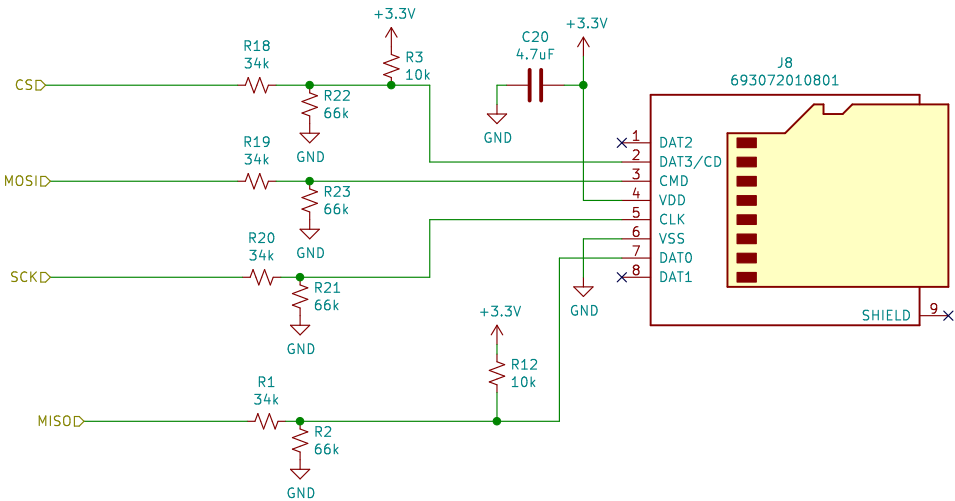 +3.3V
R18
34k
R3
10k
CS
R22
66k
GND
C20
4.7uF
+3.3V
GND
J8
693072010801
1
DAT2
2
DAT3/CD
3
CMD
4
VDD
5
CLK
6
VSS
7
DAT0
8
DAT1
SHIELD
9
R19
34k
MOSI
R23
66k
GND
R20
34k
SCK
R21
66k
GND
GND
+3.3V
R12
10k
R1
34k
MISO
R2
66k
GND